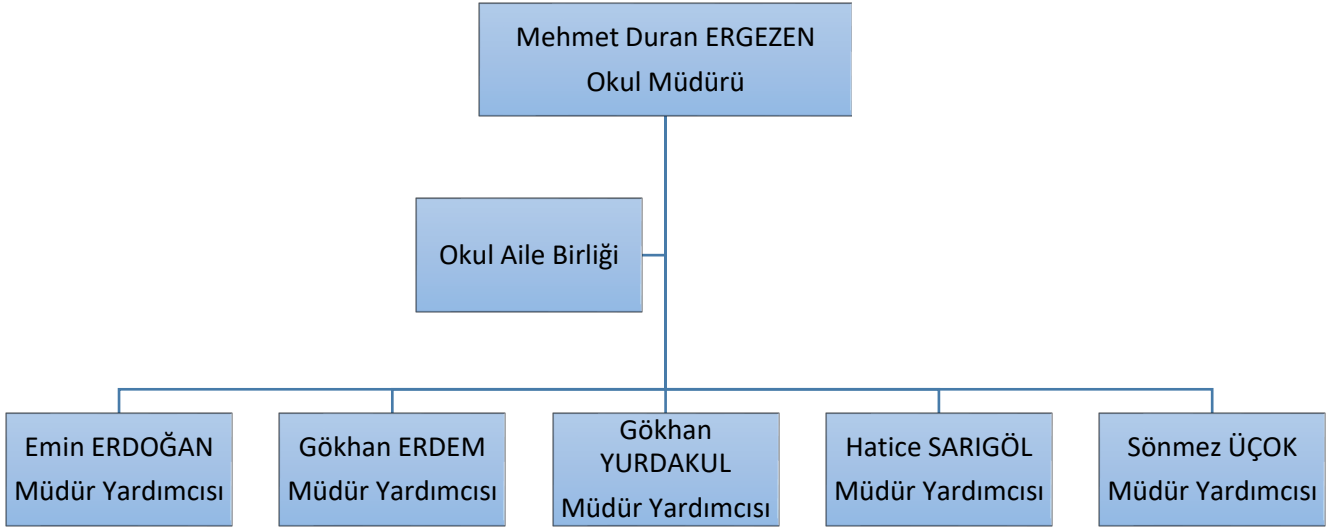 Mehmet Duran ERGEZEN
Okul Müdürü
Okul Aile Birliği
Emin ERDOĞAN
Müdür Yardımcısı
Gökhan ERDEM
Müdür Yardımcısı
Gökhan
YURDAKUL
Müdür Yardımcısı
Hatice SARIGÖL
Müdür Yardımcısı
Sönmez ÜÇOK
Müdür Yardımcısı